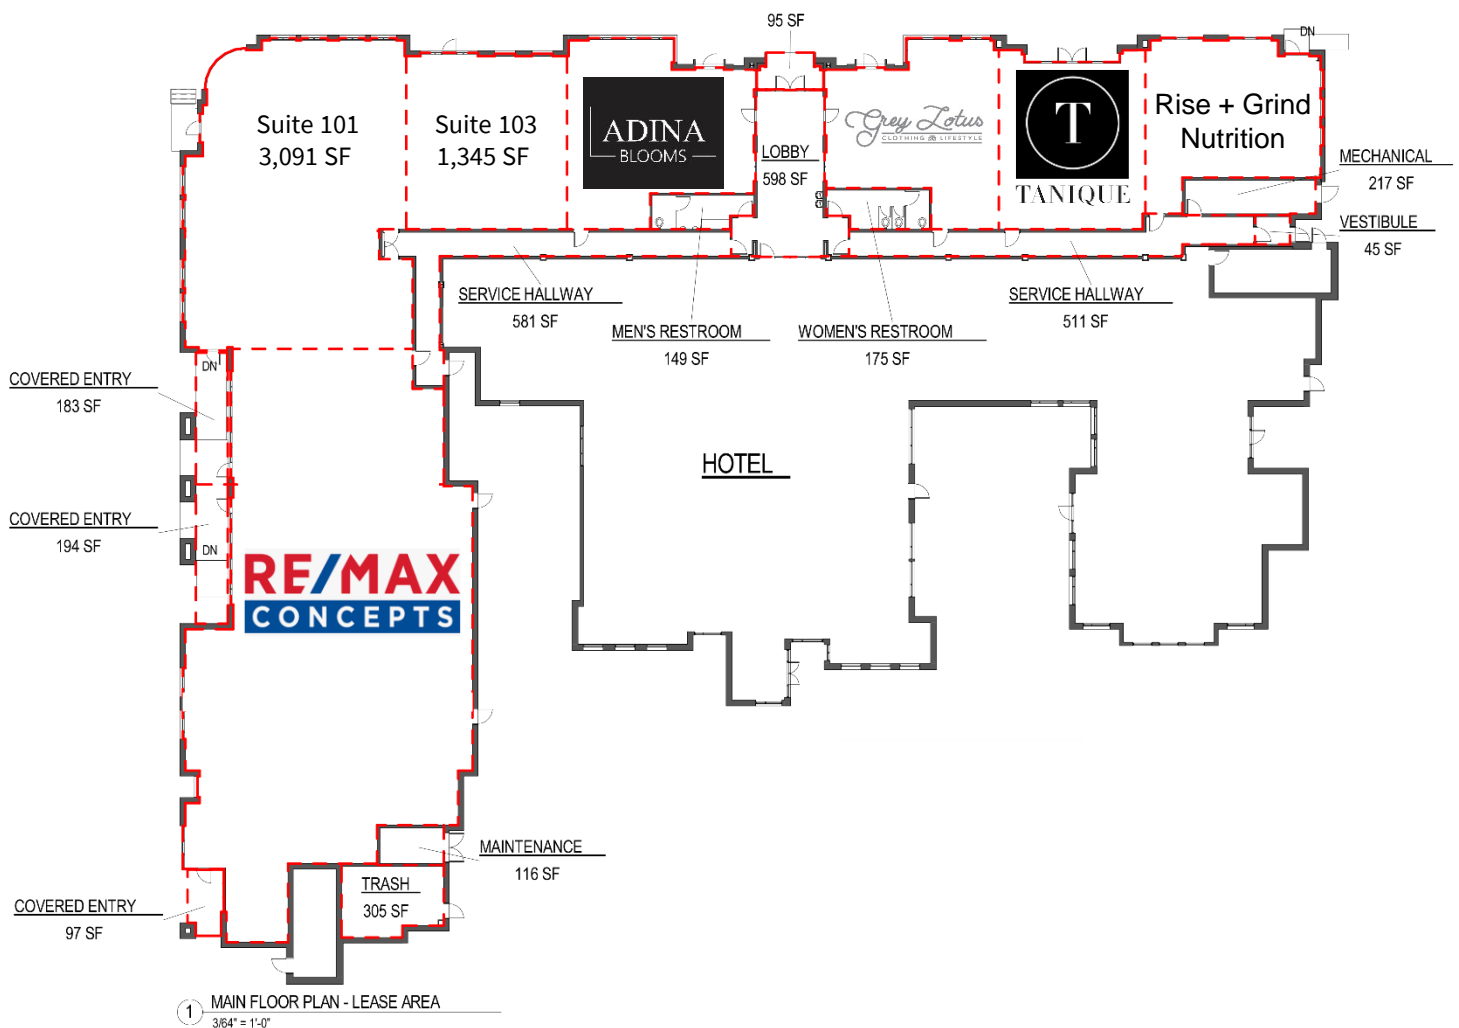 95 SF
DN
Suite 101
3,091 SF
Suite 103
1,345 SF
ADINA
BLOOMS
LOBBY
598 SF
Grey Lotus
CLOTHING & LIFESTYLE
T
TANIQUE
Rise + Grind
Nutrition
MECHANICAL
217 SF
VESTIBULE
45 SF
SERVICE HALLWAY
581 SF
MEN'S RESTROOM
149 SF
WOMEN'S RESTROOM
175 SF
SERVICE HALLWAY
511 SF
DN
COVERED ENTRY
183 SF
HOTEL
COVERED ENTRY
194 SF
DN
RE/MAX
CONCEPTS
MAINTENANCE
116 SF
TRASH
305 SF
COVERED ENTRY
97 SF
1
MAIN FLOOR PLAN - LEASE AREA
3/64" = 1'-0"